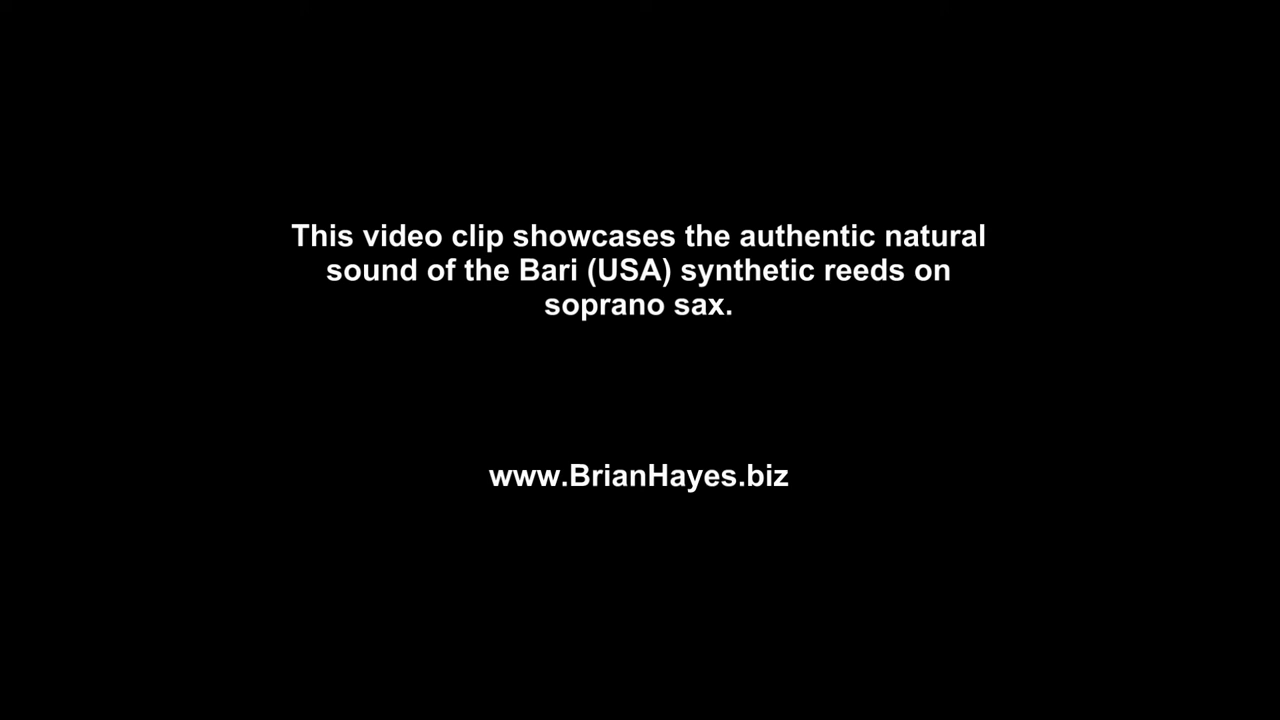 This video clip showcases the authentic natural
sound of the Bari (USA) synthetic reeds on
soprano sax.
www.BrianHayes.biz